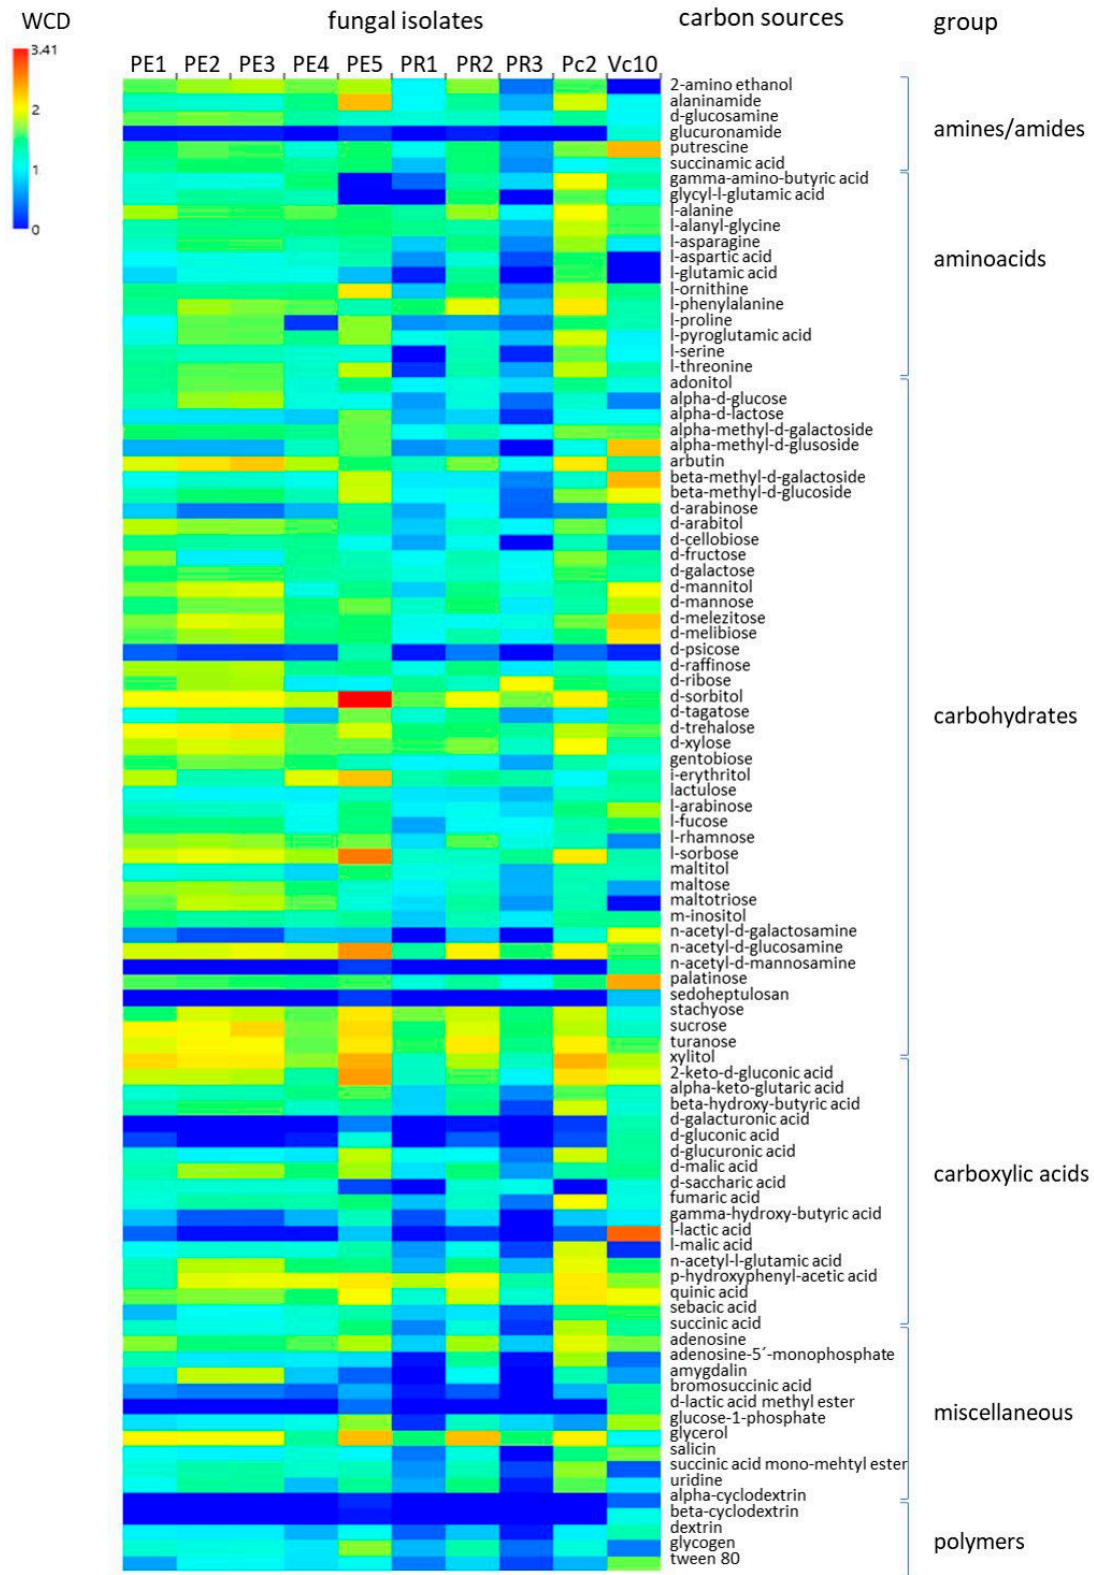 WCD
fungal isolates
carbon sources
group
3.41
2
1
0
PE1 PE2 PE3 PE4 PE5 PR1 PR2 PR3 Pc2 Vc10
2-amino ethanol
alaninamide
d-glucosamine
glucuronamide
putrescine
succinamic acid
amines/amides
gamma-amino-butyric acid
glycyl-l-glutamic acid
l-alanine
l-alanyl-glycine
l-asparagine
l-aspartic acid
l-glutamic acid
l-ornithine
l-phenylalanine
l-proline
l-pyroglutamic acid
l-serine
l-threonine
aminoacids
adonitol
alpha-d-glucose
alpha-d-lactose
alpha-methyl-d-galactoside
alpha-methyl-d-glusoside
arbutin
beta-methyl-d-galactoside
beta-methyl-d-glucoside
d-arabinose
d-arabitol
d-cellobiose
d-fructose
d-galactose
d-mannitol
d-mannose
d-melezitose
d-melibiose
d-psicose
d-raffinose
d-ribose
d-sorbitol
d-tagatose
d-trehalose
d-xylose
gentobiose
i-erythritol
lactulose
l-arabinose
l-fucose
l-rhamnose
l-sorbose
maltitol
maltose
maltotriose
m-inositol
n-acetyl-d-galactosamine
n-acetyl-d-glucosamine
n-acetyl-d-mannosamine
palatinose
sedoheptulosan
stachyose
sucrose
turanose
xylitol
carbohydrates
2-keto-d-gluconic acid
alpha-keto-glutaric acid
beta-hydroxy-butyric acid
d-galacturonic acid
d-gluconic acid
d-glucuronic acid
d-malic acid
d-saccharic acid
fumaric acid
gamma-hydroxy-butyric acid
l-lactic acid
l-malic acid
n-acetyl-l-glutamic acid
p-hydroxyphenyl-acetic acid
quinic acid
sebacic acid
succinic acid
carboxylic acids
adenosine
adenosine-5´-monophosphate
amygdalin
bromosuccinic acid
d-lactic acid methyl ester
glucose-1-phosphate
glycerol
salicin
succinic acid mono-mehtyl ester
uridine
miscellaneous
alpha-cyclodextrin
beta-cyclodextrin
dextrin
glycogen
tween 80
polymers